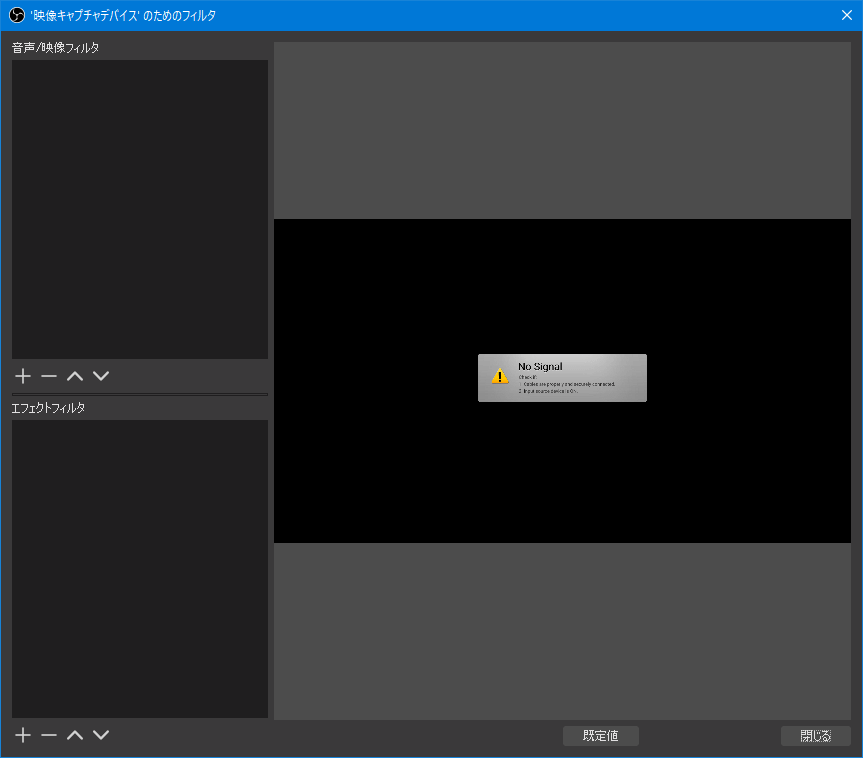 '映像キャプチャデバイス' のためのフィルタ
音声/映像フィルタ
No Signal
Check if:
1. Cables are properly and securely connected.
2. Input source device is ON.
エフェクトフィルタ
既定値
閉じる